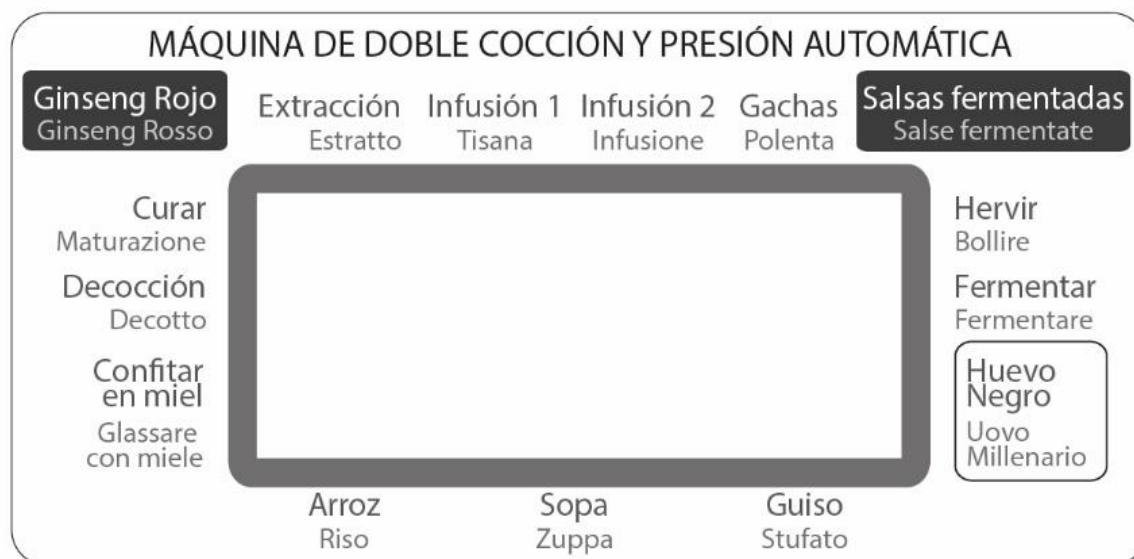 MÁQUINA DE DOBLE COCCIÓN Y PRESIÓN AUTOMÁTICA
Ginseng Rojo
Ginseng Rosso
Extracción
Estratto
Infusión 1
Tisana
Infusión 2
Infusione
Gachas
Polenta
Salsas fermentadas
Salse fermentate
Curar
Maturazione
Decocción
Decotto
Confitar
en miel
Glassare
con miele
Hervir
Bollire
Fermentar
Fermentare
Huevo
Negro
Uovo
Millenario
Arroz
Riso
Sopa
Zuppa
Guiso
Stufato